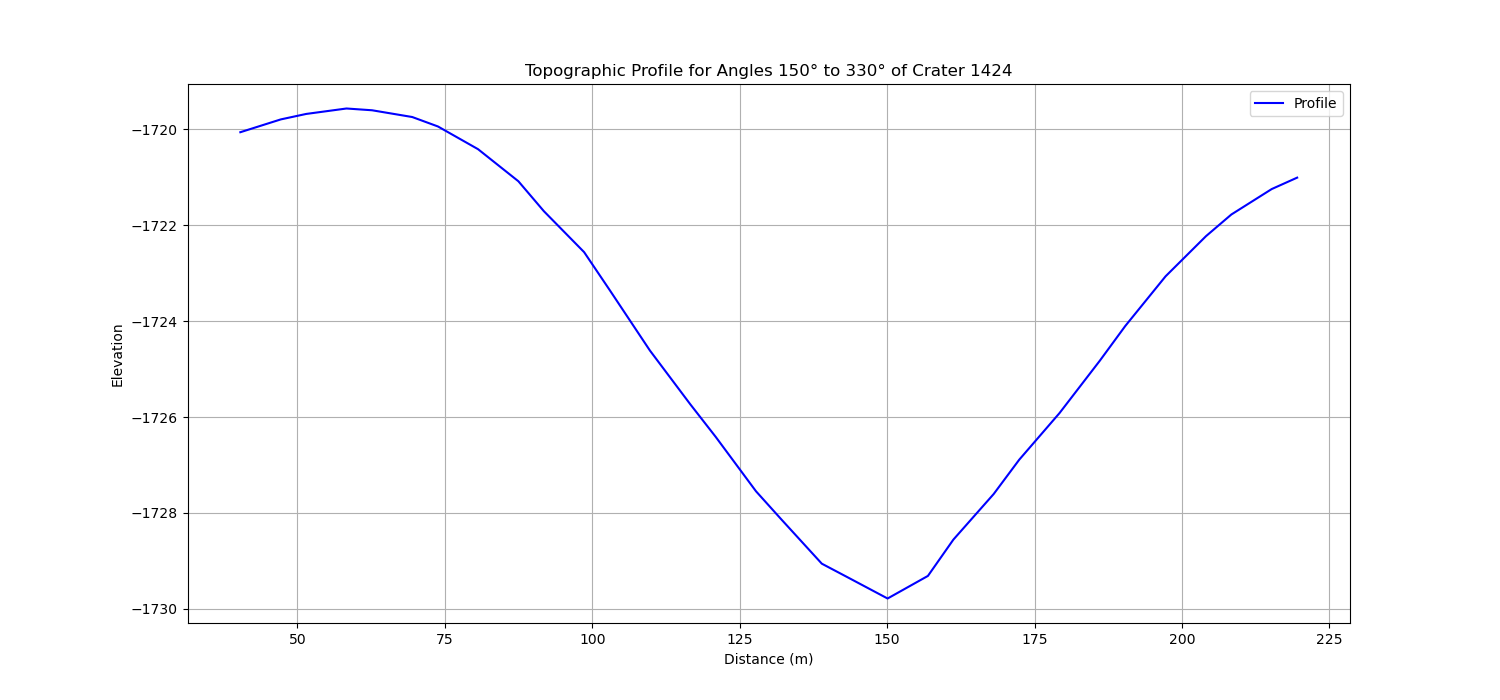 Topographic Profile for Angles 150° to 330° of Crater 1424
Profile
−1720
−1722
−1724
−1726
−1728
−1730
Elevation
50 75 100 125 150 175 200 225
Distance (m)